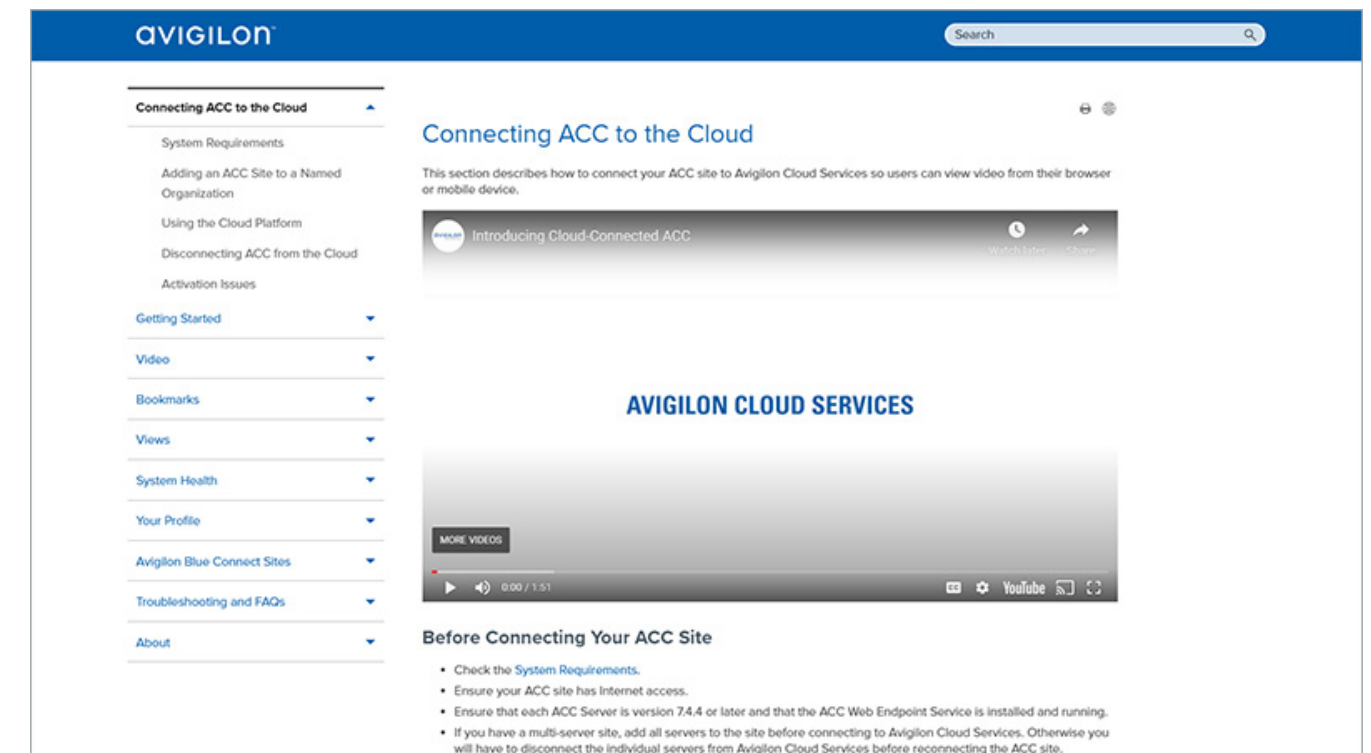 avigilon™
Search
Connecting ACC to the Cloud
System Requirements
Adding an ACC Site to a Named
Organization
Using the Cloud Platform
Disconnecting ACC from the Cloud
Activation Issues
Getting Started
Video
Bookmarks
Views
System Health
Your Profile
Avigilon Blue Connect Sites
Troubleshooting and FAQs
About
Connecting ACC to the Cloud
This section describes how to connect your ACC site to Avigilon Cloud Services so users can view video from their browser
or mobile device.
Introducing Cloud-Connected ACC
Watch later
Share
AVIGILON CLOUD SERVICES
MORE VIDEOS
0:00 / 1:51
CC
YouTube
Before Connecting Your ACC Site
• Check the System Requirements.
• Ensure your ACC site has Internet access.
• Ensure that each ACC Server is version 7.4.4 or later and that the ACC Web Endpoint Service is installed and running.
• If you have a multi-server site, add all servers to the site before connecting to Avigilon Cloud Services. Otherwise you
will have to disconnect the individual servers from Avigilon Cloud Services before reconnecting the ACC site.